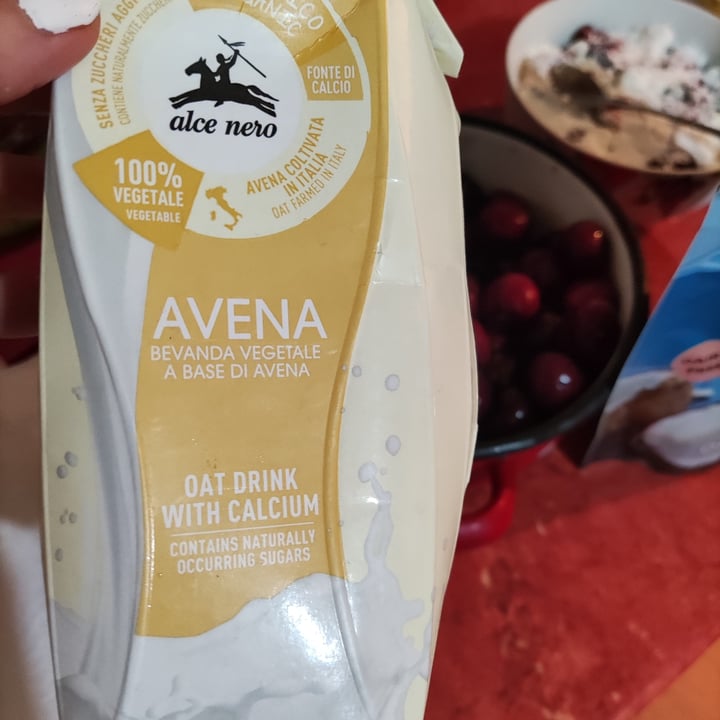 SENZA ZUCCHERI
CONTIENE NATURALMENTE
FONTE DI
CALCIO
alce nero
100%
VEGETALE
VEGETABLE
AVENA COLTIVATA
IN ITALIA
OAT FARMED IN ITALY
AVENA
BEVANDA VEGETALE
A BASE DI AVENA
OAT DRINK
WITH CALCIUM
CONTAINS NATURALLY
OCCURRING SUGARS